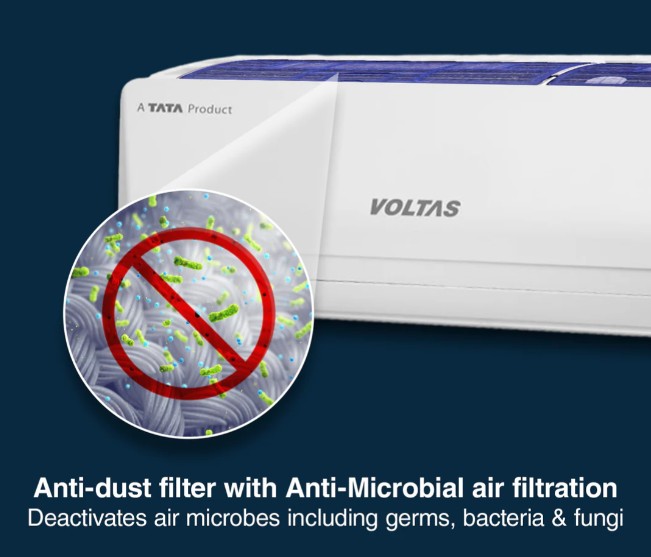 A TATA Product
VOLTAS
Anti-dust filter with Anti-Microbial air filtration
Deactivates air microbes including germs, bacteria & fungi